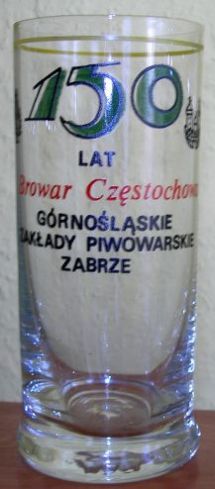 150
LAT
Browar Częstochowa
GÓRNOŚLĄSKIE
ZAKŁADY PIWOWARSKIE
ZABRZE